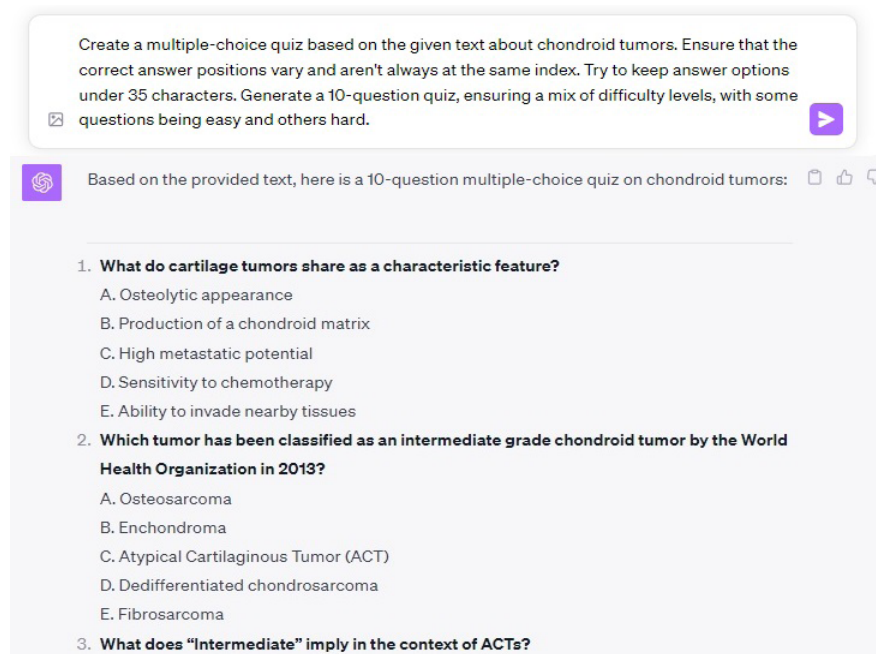 Create a multiple-choice quiz based on the given text about chondroid tumors. Ensure that the
correct answer positions vary and aren't always at the same index. Try to keep answer options
under 35 characters. Generate a 10-question quiz, ensuring a mix of difficulty levels, with some
questions being easy and others hard.
Based on the provided text, here is a 10-question multiple-choice quiz on chondroid tumors:
1. What do cartilage tumors share as a characteristic feature?
A. Osteolytic appearance
B. Production of a chondroid matrix
C. High metastatic potential
D. Sensitivity to chemotherapy
E. Ability to invade nearby tissues
2. Which tumor has been classified as an intermediate grade chondroid tumor by the World
Health Organization in 2013?
A. Osteosarcoma
B. Enchondroma
C. Atypical Cartilaginous Tumor (ACT)
D. Dedifferentiated chondrosarcoma
E. Fibrosarcoma
3. What does “Intermediate” imply in the context of ACTs?